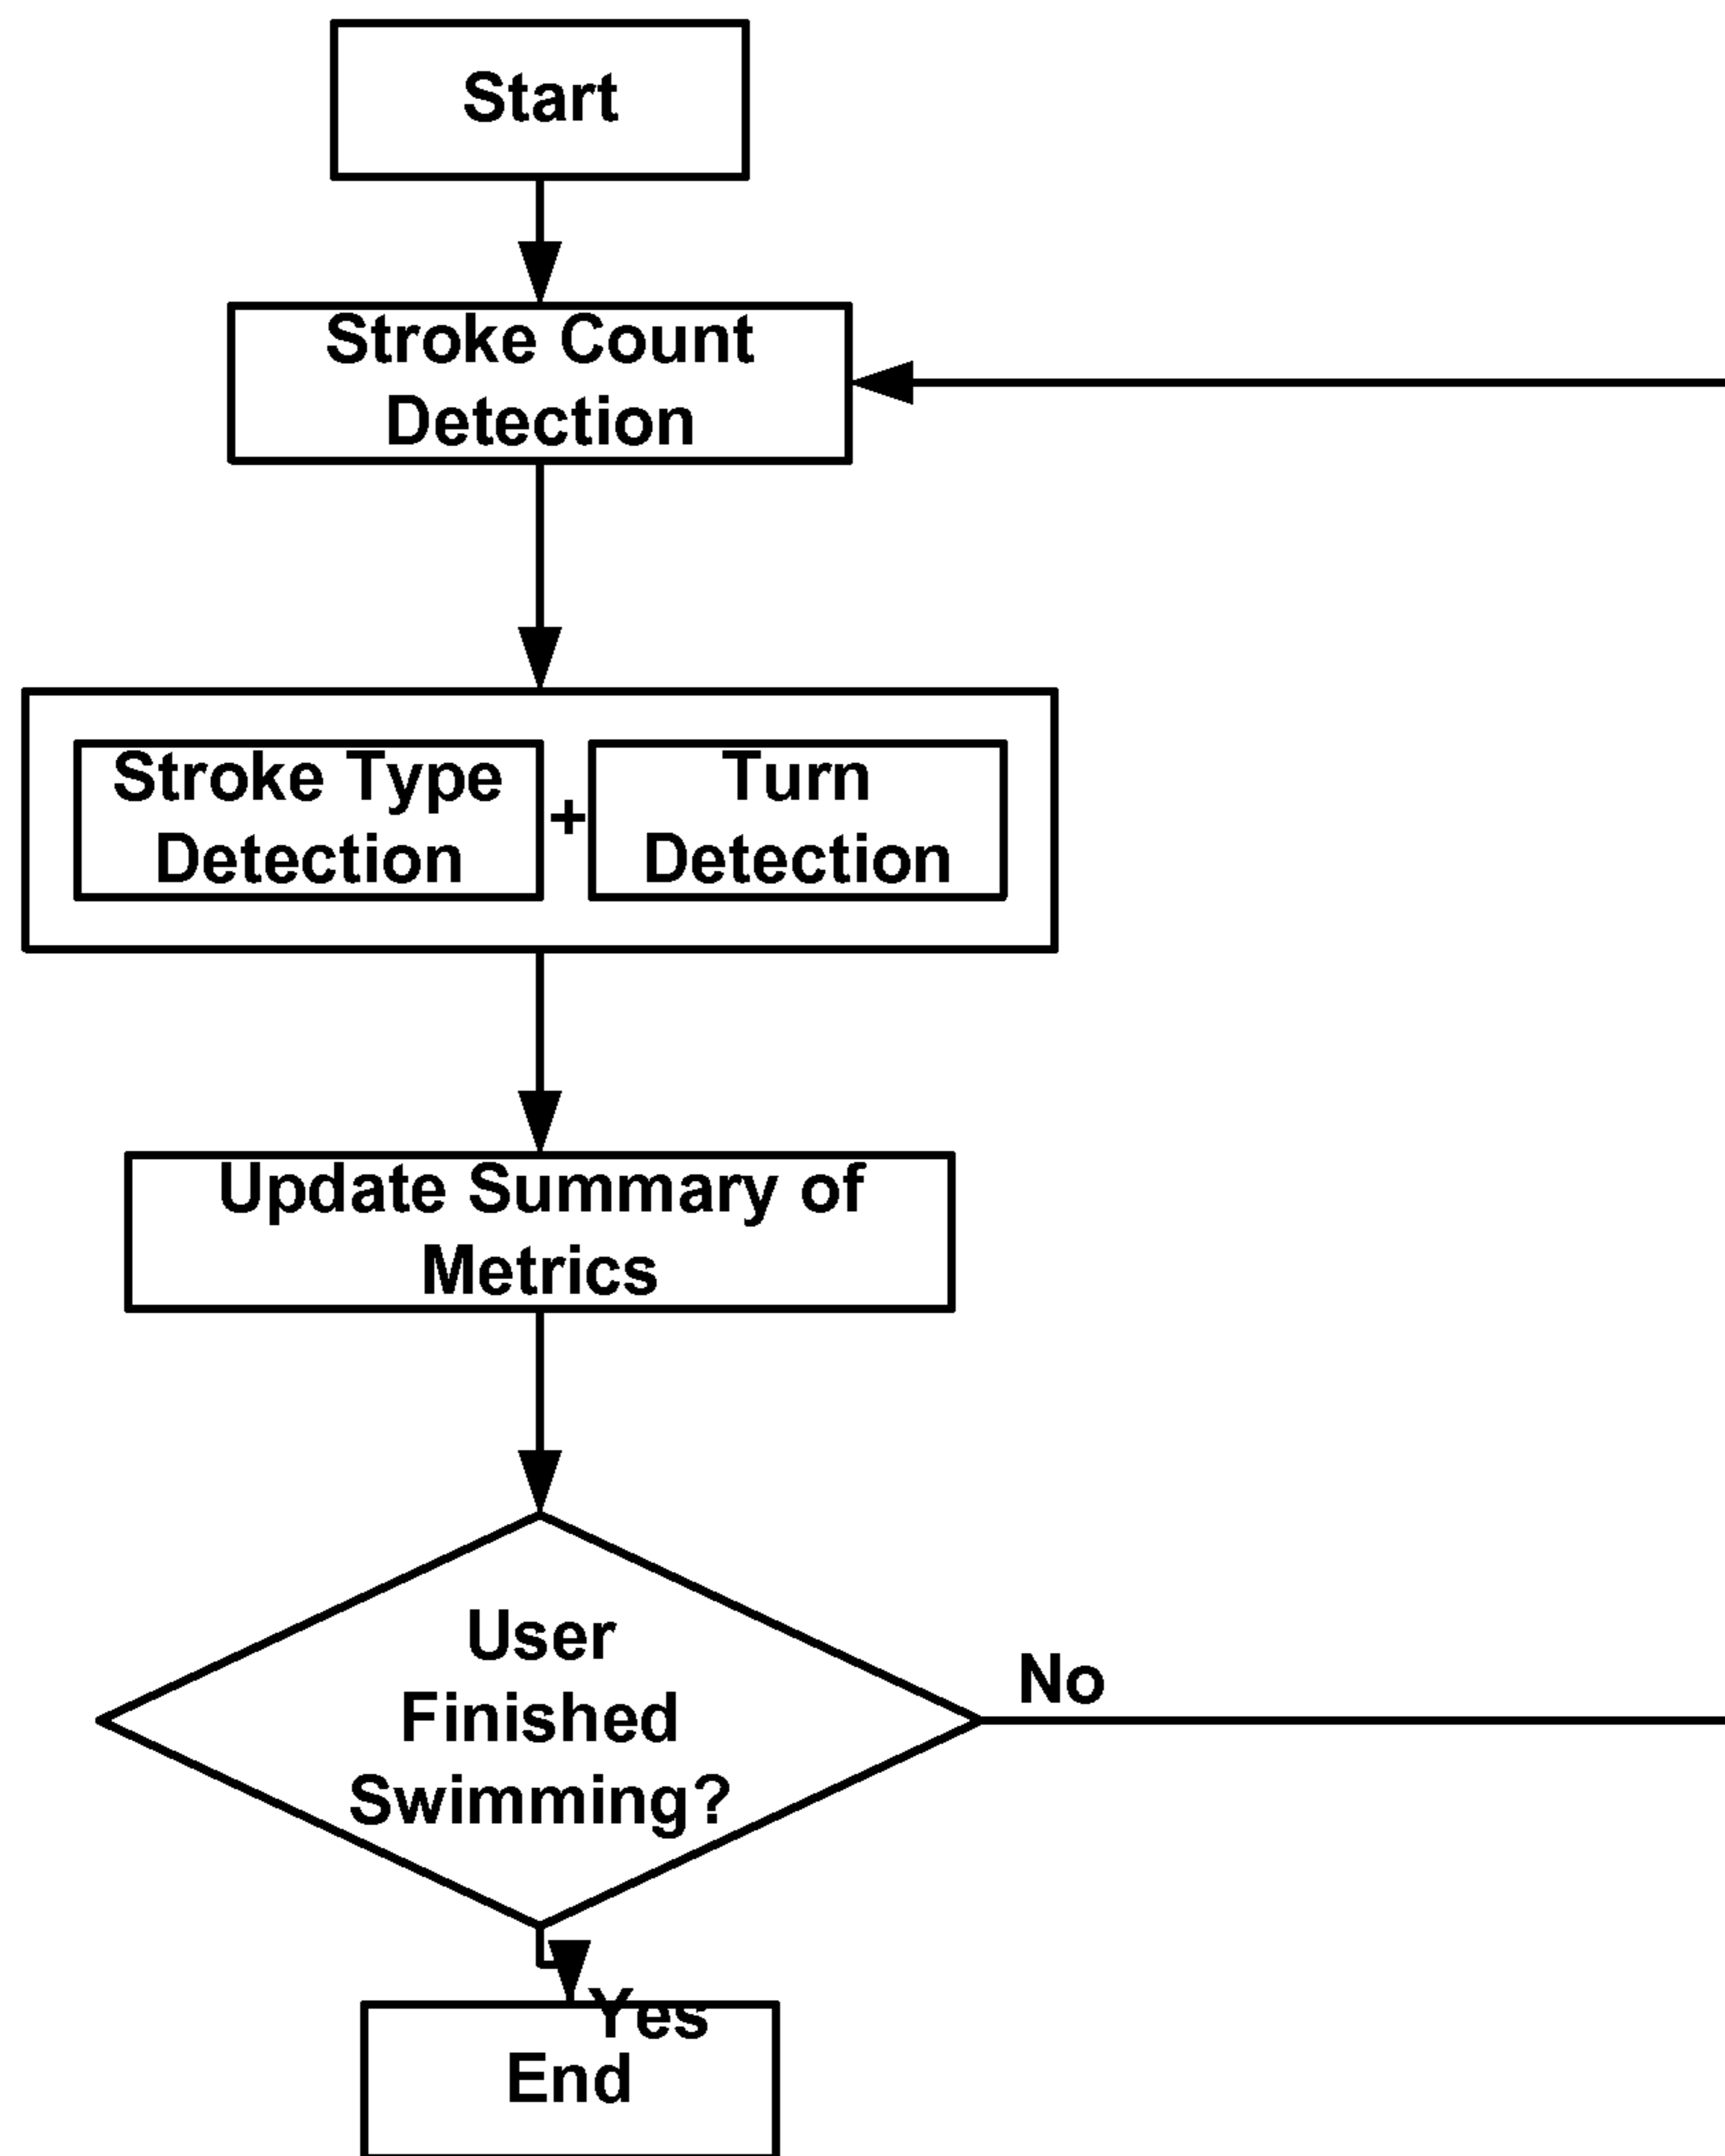 Start
Stroke Count
Detection
Stroke Type
Detection
+
Turn
Detection
Update Summary of
Metrics
User
Finished
Swimming?
No
Yes
End